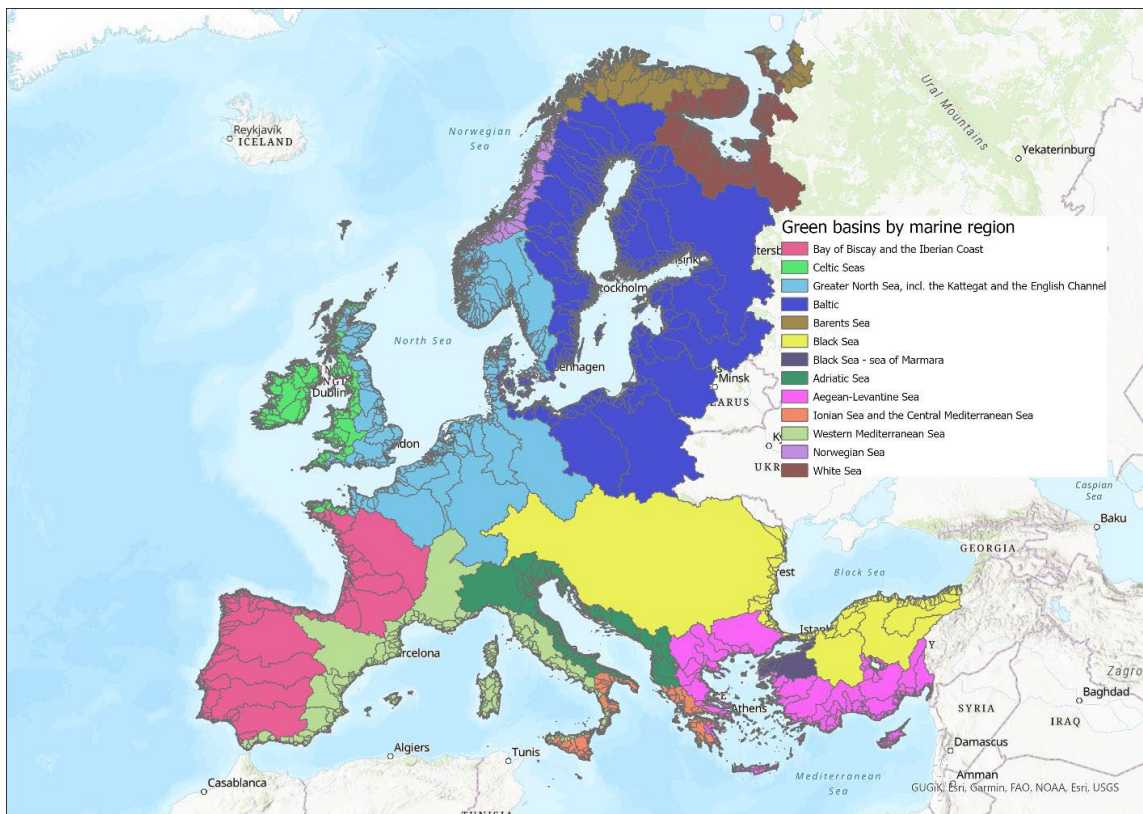 Reykjavík
ICELAND
Norwegian
Sea
Ural Mountains
Yekaterinburg
Green basins by marine region
Bay of Biscay and the Iberian Coast
Celtic Seas
Greater North Sea, incl. the Kattegat and the English Channel
Baltic
Barents Sea
Black Sea
Black Sea - sea of Marmara
Adriatic Sea
Aegean-Levantine Sea
Ionian Sea and the Central Mediterranean Sea
Western Mediterranean Sea
Norwegian Sea
White Sea
North Sea
Dublin
Minsk
Caspian
Sea
Baku
GEORGIA
Black Sea
Athens
Algiers
Tunis
Casablanca
SYRIA
IRAQ
Baghdad
Damascus
Amman
Mediterranean
Sea
GUGiK, Esri, Garmin, FAO, NOAA, Esri, USGS